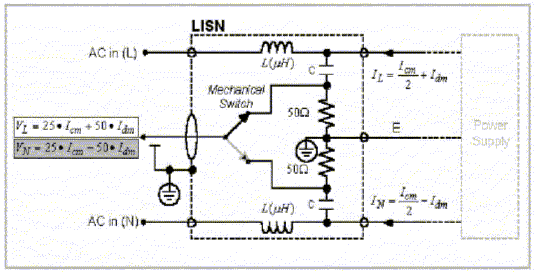 LISN
AC in (L)
L(μH)
C
I_L = I_cm/2 + I_dm
Mechanical
Switch
50Ω
V_L = 25•I_cm + 50•I_dm
V_N = 25•I_cm − 50•I_dm
E
Power
Supply
50Ω
C
I_N = I_cm/2 − I_dm
L(μH)
AC in (N)